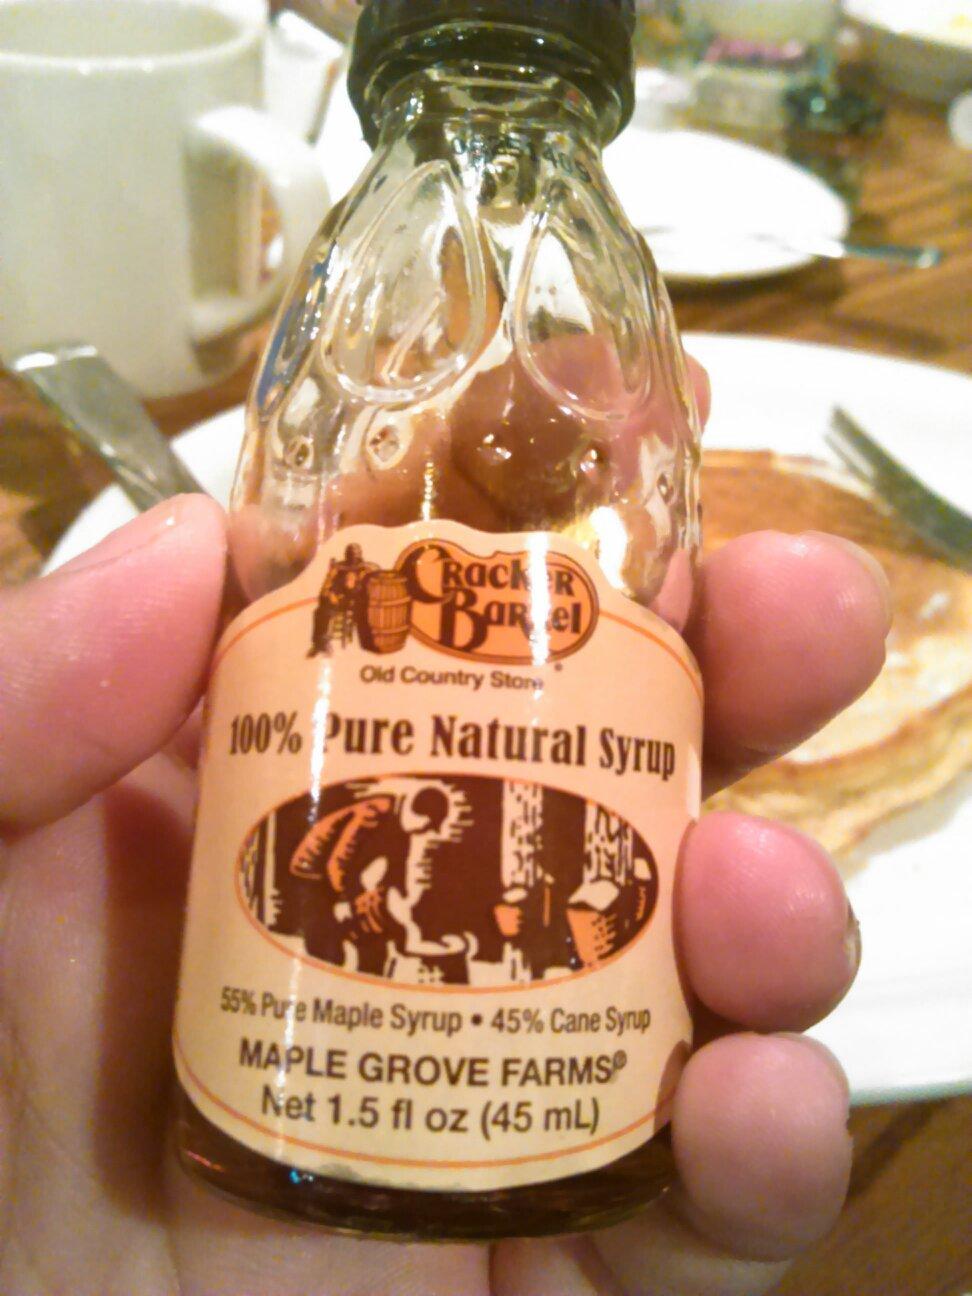 Cracker
Barrel
Old Country Store
100% Pure Natural Syrup
55% Pure Maple Syrup • 45% Cane Syrup
MAPLE GROVE FARMS®
Net 1.5 fl oz (45 mL)